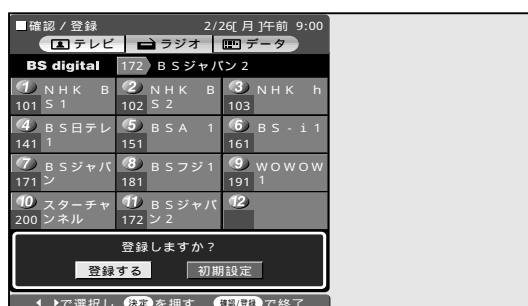 ■確認／登録 2/26[月]午前 9:00
テレビ ラジオ データ
BS digital 172 ＢＳジャパン２
1 ＮＨＫ ＢＳ１ 101
2 ＮＨＫ ＢＳ２ 102
3 ＮＨＫ ｈ 103
4 ＢＳ日テレ１ 141
5 ＢＳＡ １ 151
6 ＢＳ-ｉ１ 161
7 ＢＳジャパン 171
8 ＢＳフジ１ 181
9 ＷＯＷＯＷ１ 191
10 スターチャンネル 200
11 ＢＳジャパン２ 172
12
登録しますか？
登録する 初期設定
で選択し 決定 を押す 確認/登録 で終了